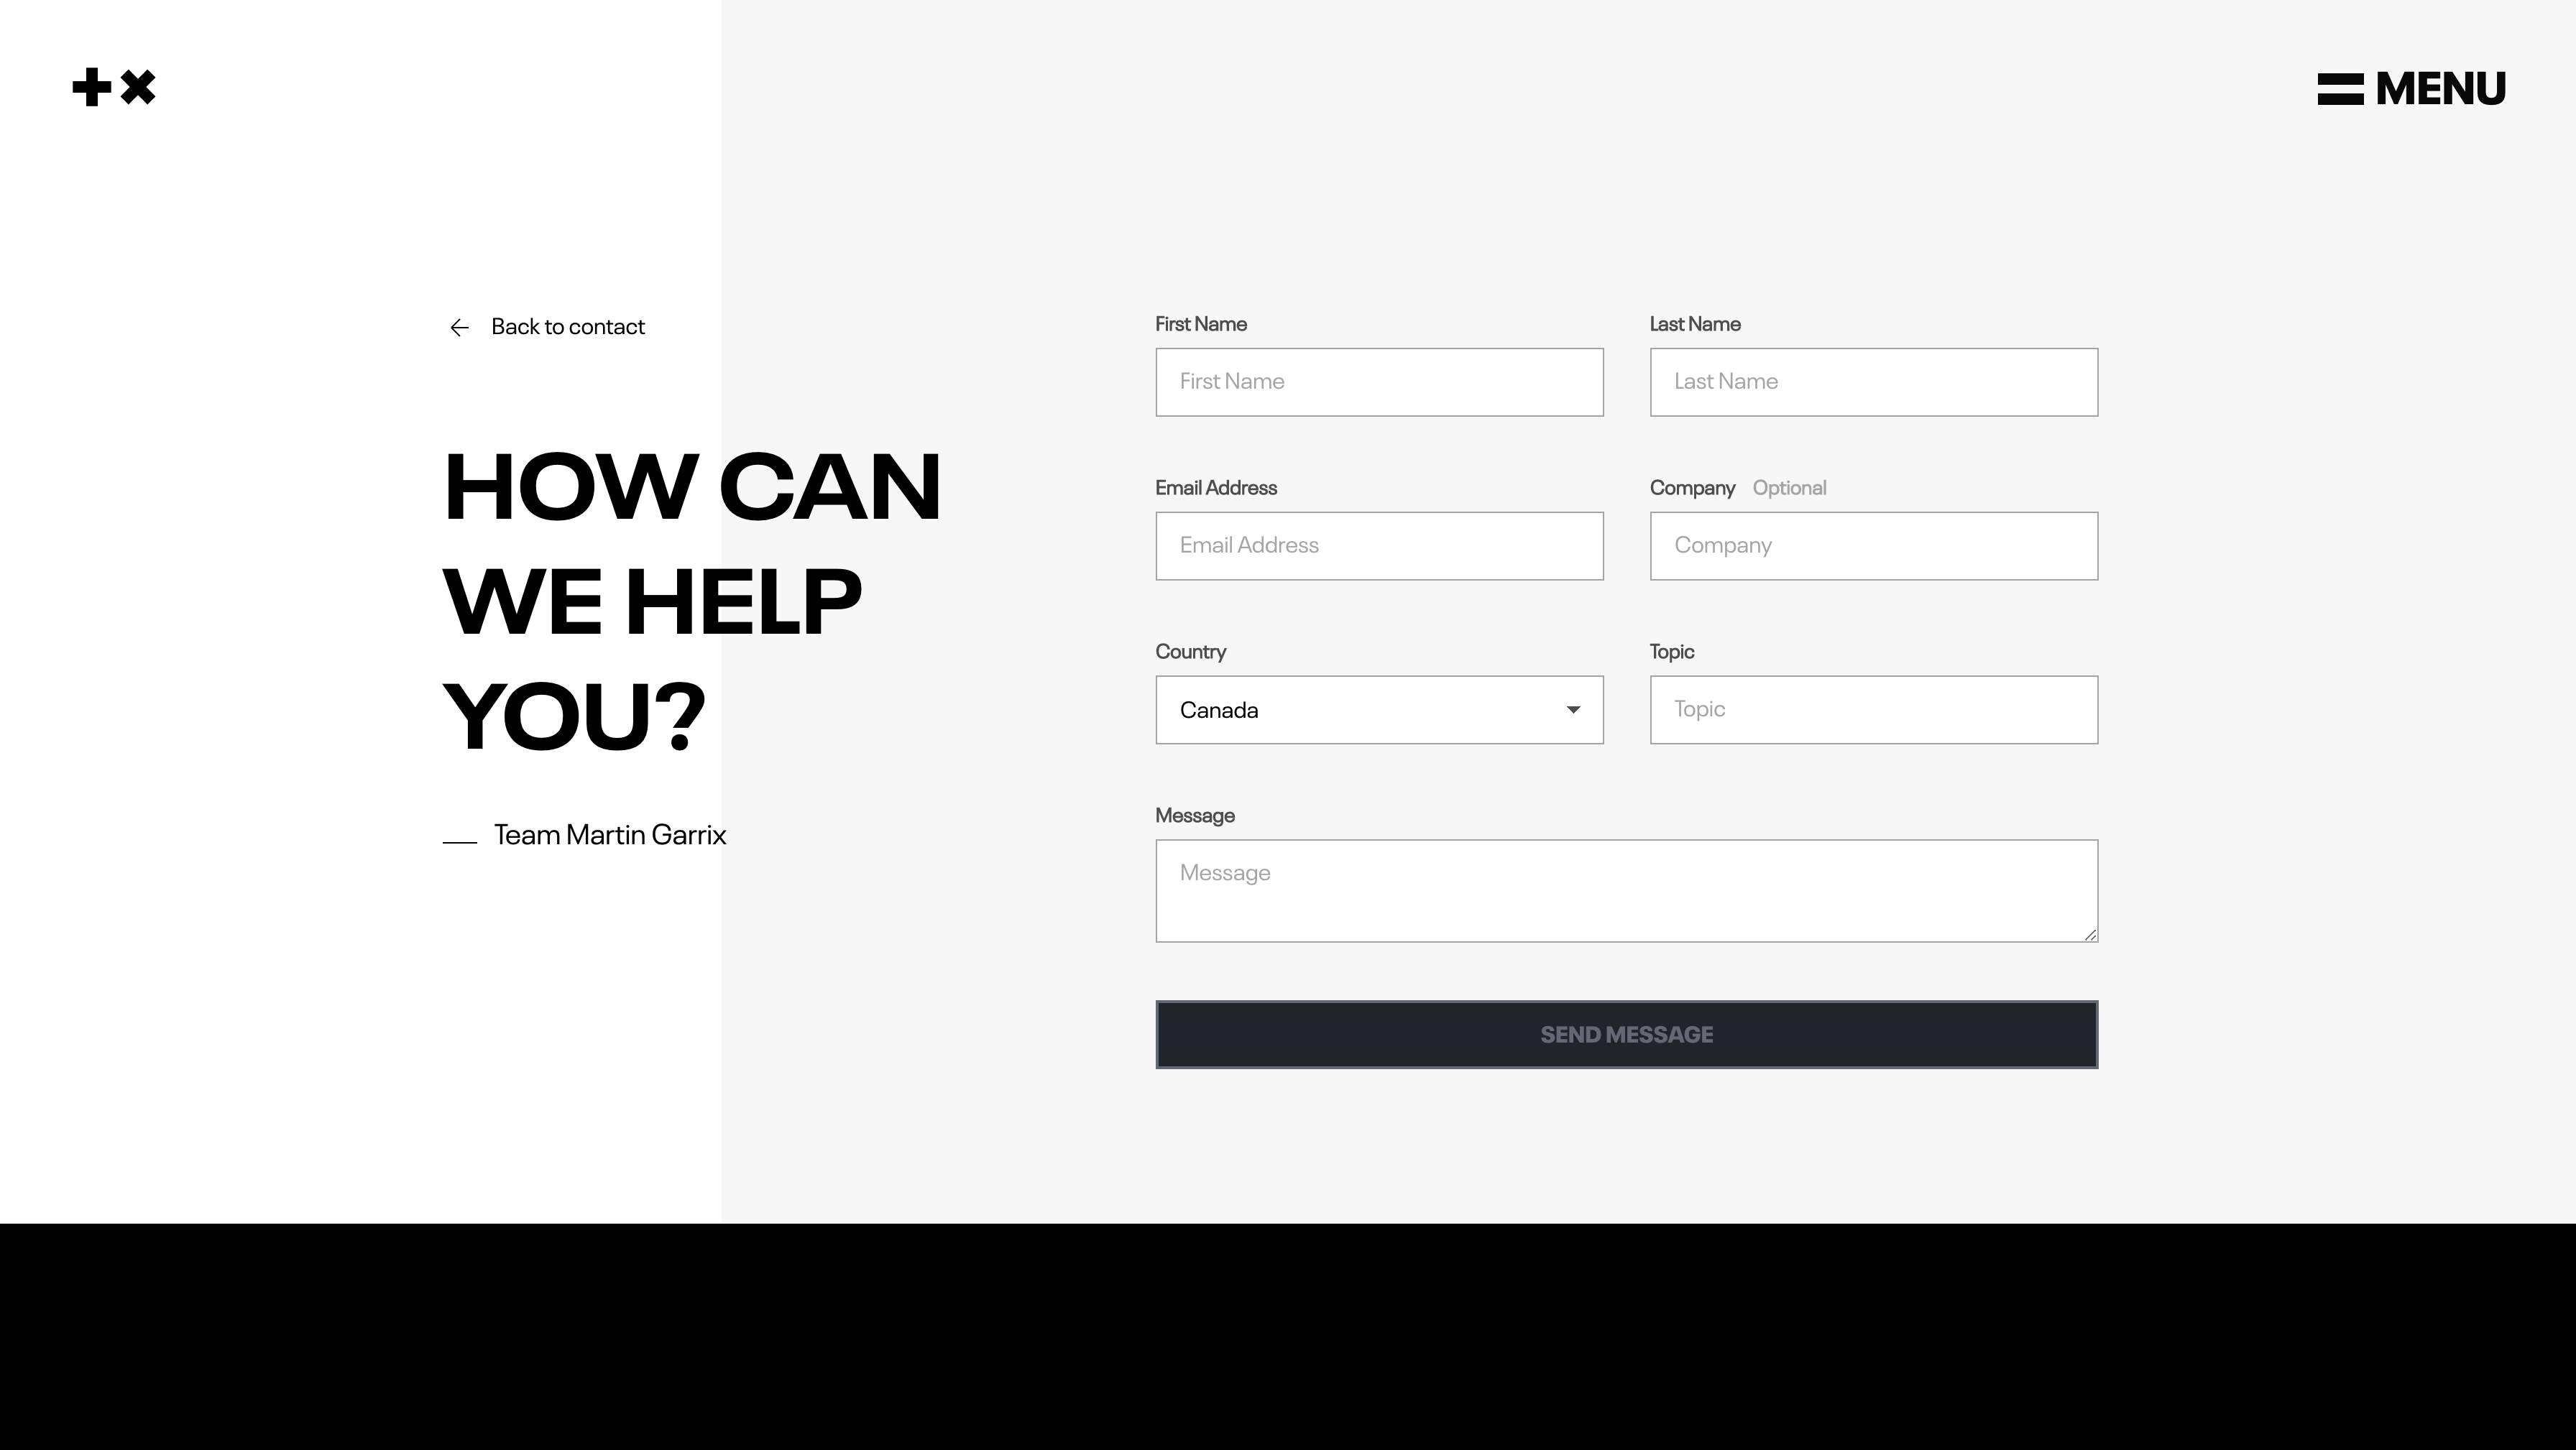 MENU
Back to contact
HOW CAN
WE HELP
YOU?
Team Martin Garrix
First Name
First Name
Last Name
Last Name
Email Address
Email Address
Company Optional
Company
Country
Canada
Topic
Topic
Message
Message
SEND MESSAGE